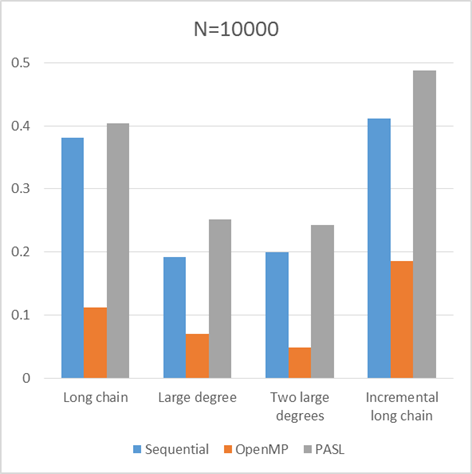 N=10000
0.5
0.4
0.3
0.2
0.1
0
Long chain
Large degree
Two large
degrees
Incremental
long chain
Sequential
OpenMP
PASL